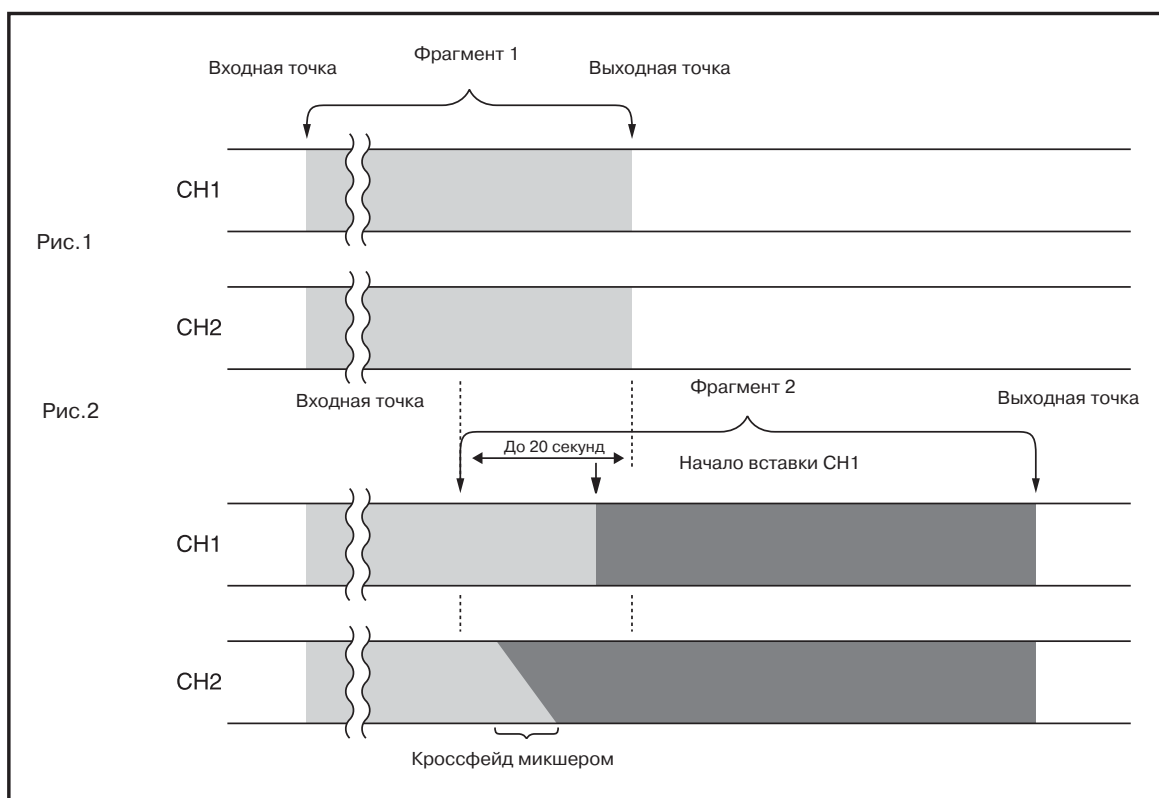 Фрагмент 1
Входная точка
Выходная точка
CH1
Рис.1
CH2
Фрагмент 2
Входная точка
Выходная точка
Рис.2
До 20 секунд
Начало вставки CH1
CH1
CH2
Кроссфейд микшером